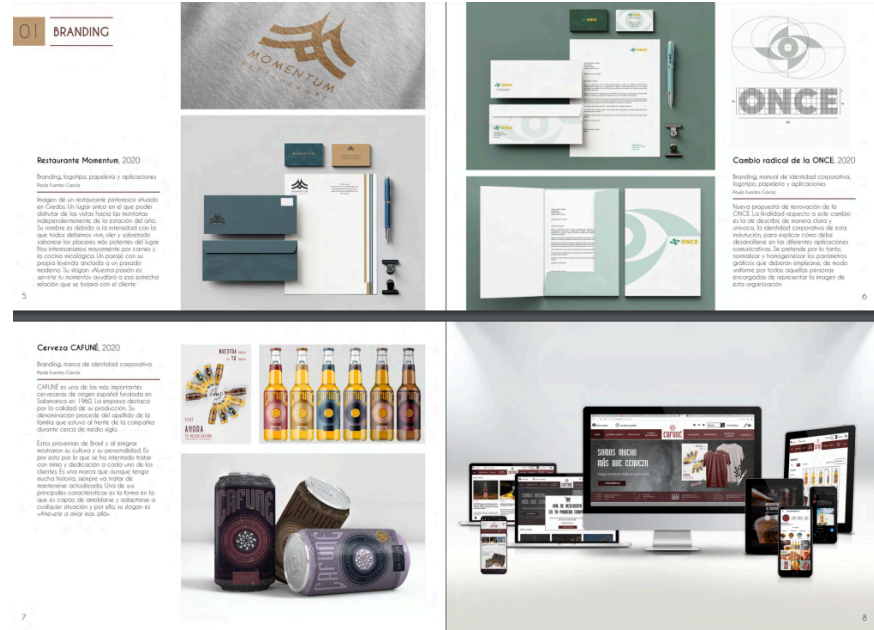 01 BRANDING
MOMENTUM
RESTAURANTE
Restaurante Momentum, 2020
Branding, logotipo, papelería y aplicaciones
Paula Fuentes García
Imagen de un restaurante pintoresco situado
en Gredos. Un lugar único en el que poder
disfrutar de las vistas hacia las montañas
independientemente de la estación del año.
Su nombre es debido a la intensidad con la
que todos debemos vivir, oler y sobretodo
saborear los placeres más potentes del lugar.
Nos interesamos mayormente por carnes y
la cocina micológica. Un paraje con su
propia leyenda anclada a un pasado
moderno. Su slogan «Nuestra pasión es
servirte tu momento» ayudará a esa estrecha
relación que se forjará con el cliente.
5
ONCE
ONCE
ONCE
ONCE
ONCE
Cambio radical de la ONCE, 2020
Branding, manual de identidad corporativa,
logotipo, papelería y aplicaciones
Paula Fuentes García
Nueva propuesta de renovación de la
ONCE. La finalidad respecto a este cambio
es la de describir, de manera clara y
unívoca, la identidad corporativa de esta
institución, para explicar cómo debe
desarrollarse en las diferentes aplicaciones
comunicativas. Se pretende por lo tanto,
normalizar y homogeneizar los parámetros
gráficos que deberán emplearse, de modo
uniforme por todas aquellas personas
encargadas de representar la imagen de
esta organización.
6
Cerveza CAFUNÉ, 2020
Branding, marca de identidad corporativa
Paula Fuentes García
CAFUNÉ es una de las más importantes
cerveceras de origen español fundada en
Salamanca en 1960. La empresa destaca
por la calidad de su producción. Su
denominación procede del apellido de la
familia que estuvo al frente de la compañía
durante cerca de medio siglo.
Estos provenían de Brasil y al emigrar
mostraron su cultura y su personalidad. Es
por esto por lo que se ha intentado tratar
con mimo y dedicación a cada uno de los
clientes. Es una marca que aunque tenga
mucha historia, siempre va tratar de
mantenerse actualizada. Una de sus
principales características es la forma en la
que es capaz de amoldarse y adaptarse a
cualquier situación y por ello, su slogan es
«Atrévete a mirar más allá».
NUESTRA
TU
AHORA
CAFUNÉ
CAFUNÉ
CAFUNÉ
7
CAFUNÉ
SOMOS MUCHO
MÁS QUE CERVEZA
8